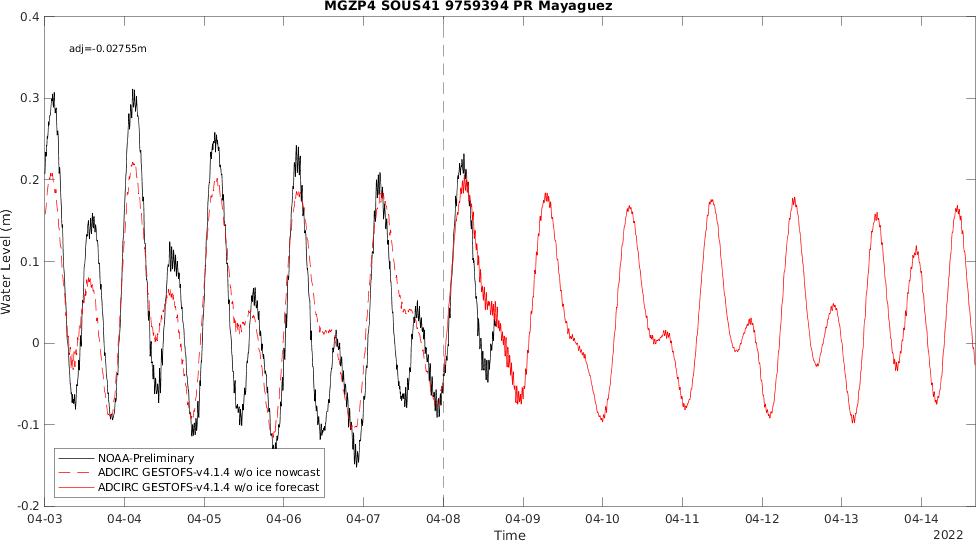 MGZP4 SOUS41 9759394 PR Mayaguez
adj=-0.02755m
Water Level (m)
0.4
0.3
0.2
0.1
0
-0.1
-0.2
NOAA-Preliminary
ADCIRC GESTOFS-v4.1.4 w/o ice nowcast
ADCIRC GESTOFS-v4.1.4 w/o ice forecast
04-03 04-04 04-05 04-06 04-07 04-08 04-09 04-10 04-11 04-12 04-13 04-14
Time
2022